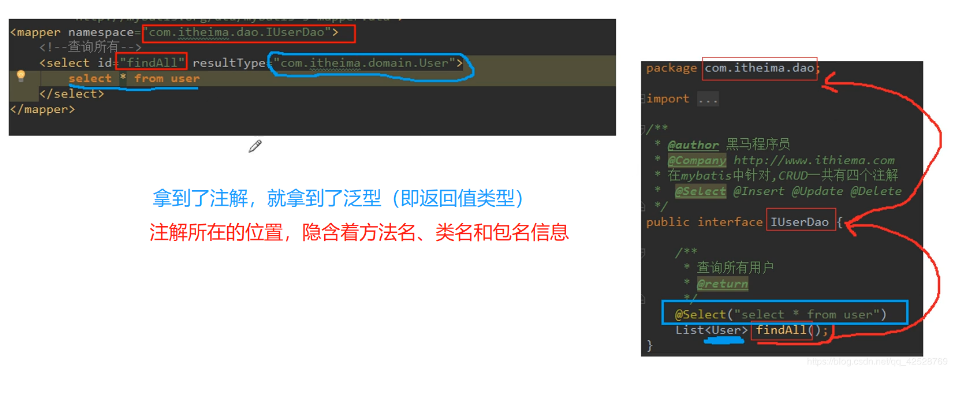 http://mybatis.org/dtd/mybatis-3-mapper.dtd
<mapper namespace="com.itheima.dao.IUserDao">
<!--查询所有-->
<select id="findAll" resultType="com.itheima.domain.User">
select * from user
</select>
</mapper>
拿到了注解，就拿到了泛型（即返回值类型）
注解所在的位置，隐含着方法名、类名和包名信息
package com.itheima.dao;
import ...
/**
* @author 黑马程序员
* @Company http://www.ithiema.com
* 在mybatis中针对,CRUD一共有四个注解
* @Select @Insert @Update @Delete
*/
public interface IUserDao {
/**
* 查询所有用户
* @return
*/
@Select("select * from user")
List<User> findAll();
}